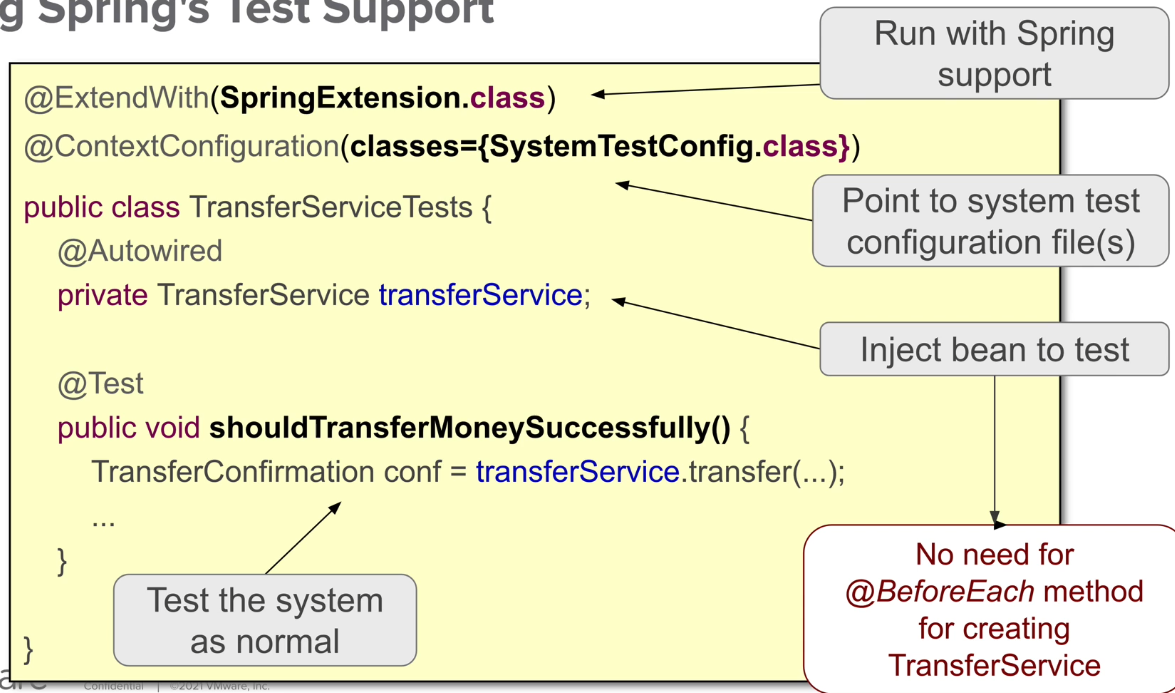 g Spring's Test Support
Run with Spring
support
@ExtendWith(SpringExtension.class)
@ContextConfiguration(classes={SystemTestConfig.class})
Point to system test
configuration file(s)
public class TransferServiceTests {
@Autowired
private TransferService transferService;
Inject bean to test
@Test
public void shouldTransferMoneySuccessfully() {
TransferConfirmation conf = transferService.transfer(...);
...
}
No need for
@BeforeEach method
for creating
TransferService
Test the system
as normal
}
Confidential | ©2021 VMware, Inc.